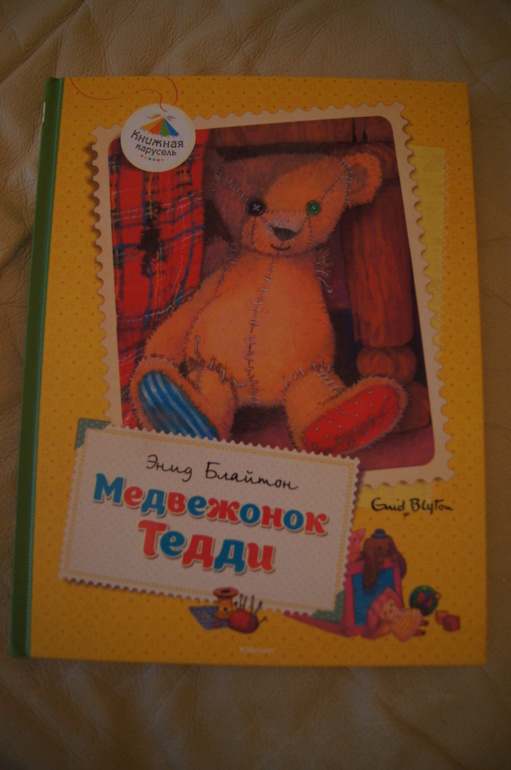 Книжная
карусель
Энид Блайтон
Медвежонок
Тедди
Enid Blyton